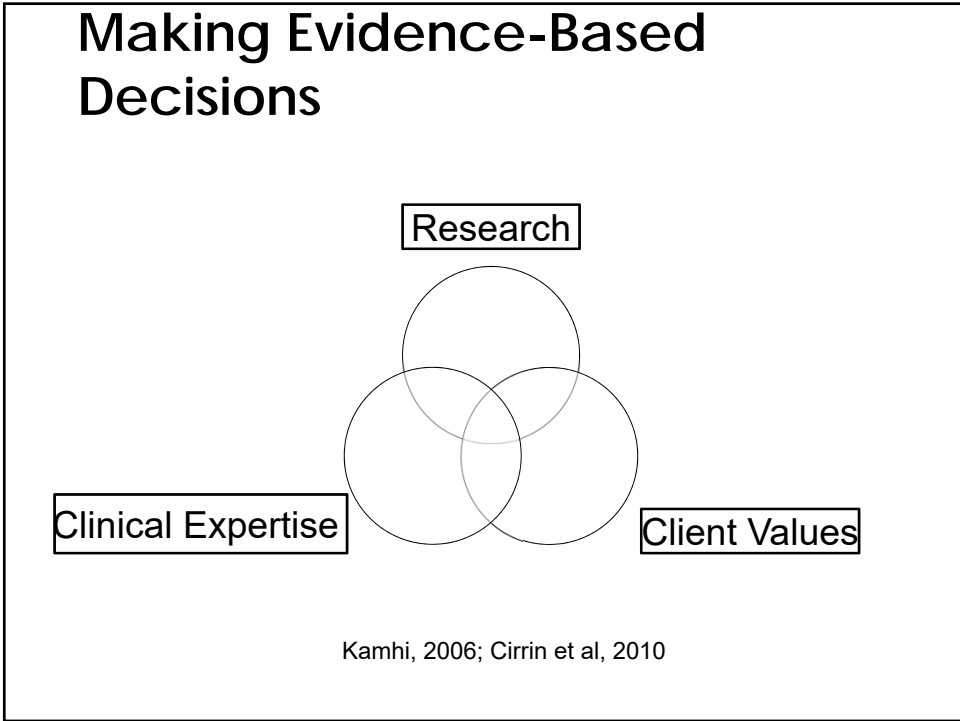 Making Evidence-Based
Decisions
Research
Clinical Expertise
Client Values
Kamhi, 2006; Cirrin et al, 2010